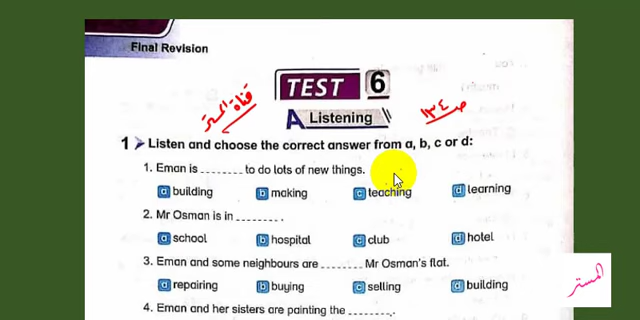 Final Revision
TEST 6
قناة المستر
ص ١٣٤
A Listening
1 Listen and choose the correct answer from a, b, c or d:
1. Eman is ........ to do lots of new things.
a building b making c teaching d learning
2. Mr Osman is in ........ .
a school b hospital c club d hotel
3. Eman and some neighbours are ........ Mr Osman's flat.
a repairing b buying c selling d building
4. Eman and her sisters are painting the ........ .
المستر